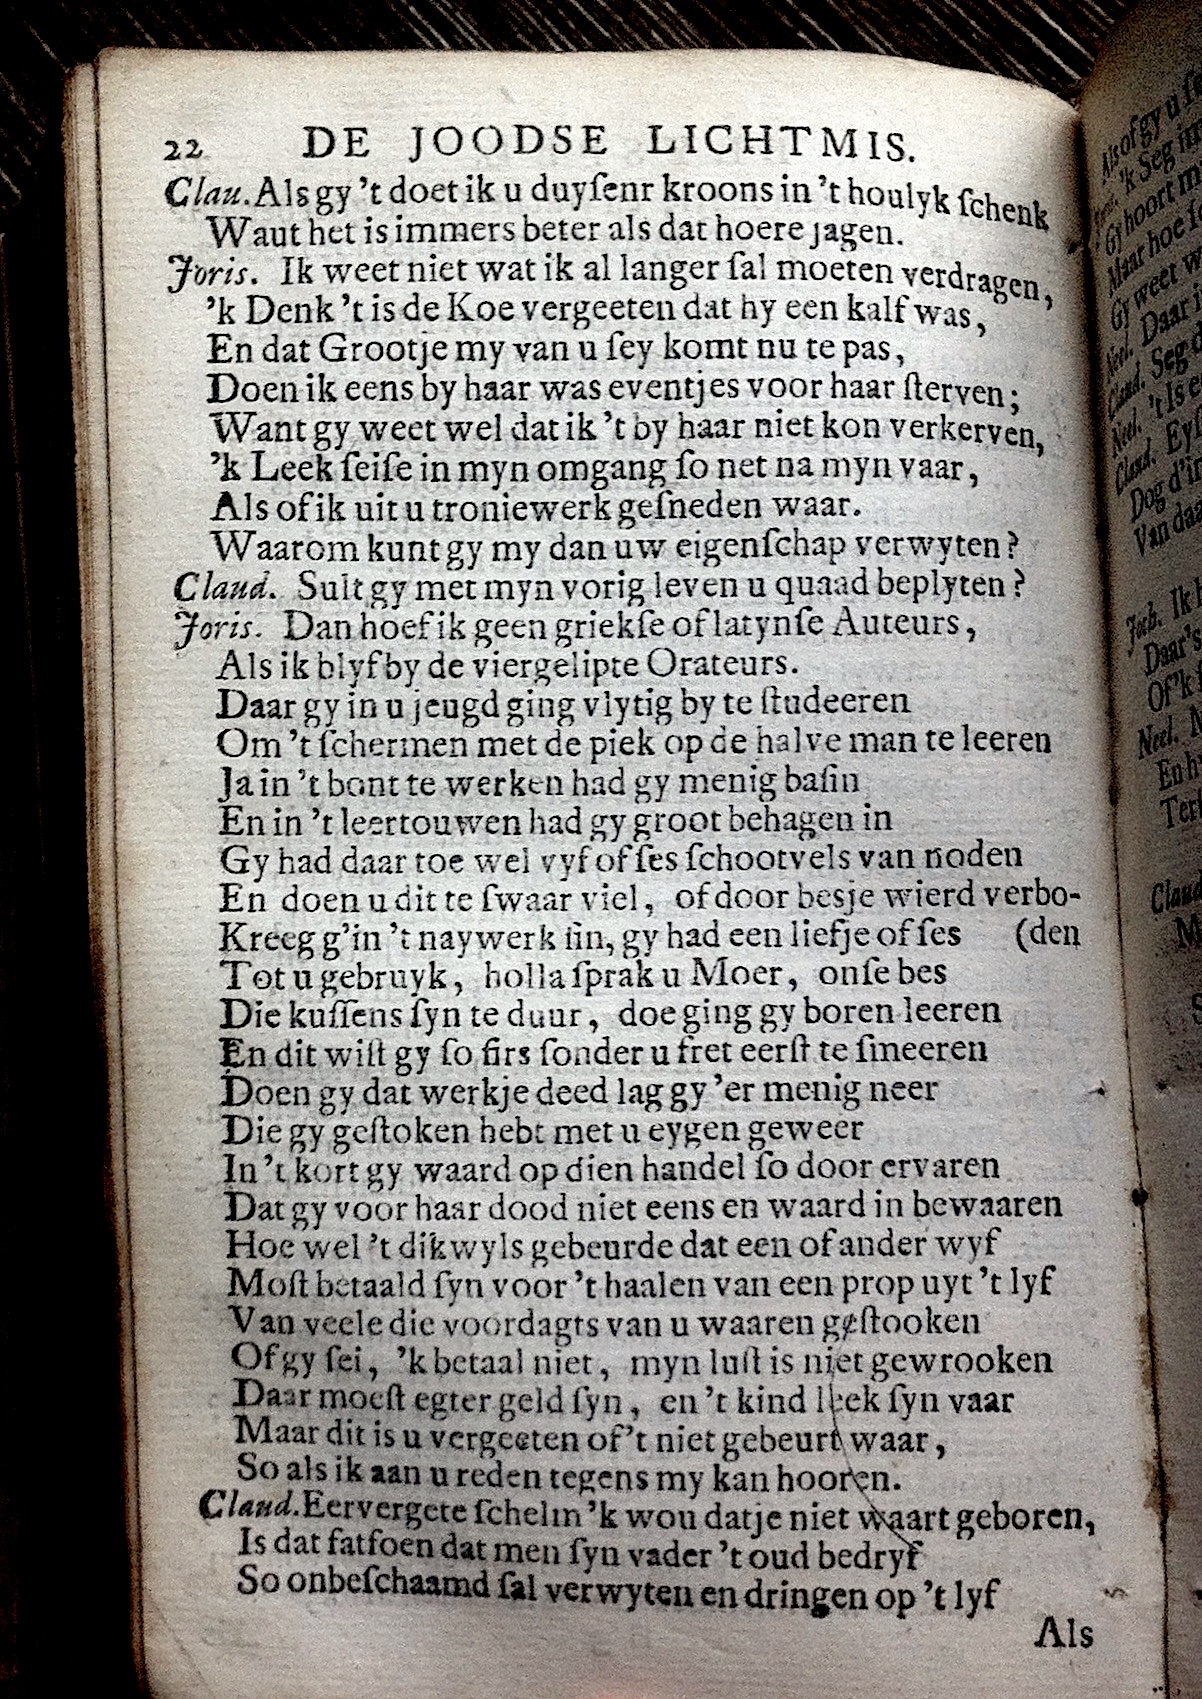 22 DE JOODSE LICHTMIS.
Clau. Als gy 't doet ik u duyſenr kroons in 't houlyk ſchenk
Waut het is immers beter als dat hoere jagen.
Joris. Ik weet niet wat ik al langer ſal moeten verdragen,
'k Denk 't is de Koe vergeeten dat hy een kalf was,
En dat Grootje my van u ſey komt nu te pas,
Doen ik eens by haar was eventjes voor haar ſterven;
Want gy weet wel dat ik 't by haar niet kon verkerven,
'k Leek ſeiſe in myn omgang ſo net na myn vaar,
Als of ik uit u troniewerk geſneden waar.
Waarom kunt gy my dan uw eigenſchap verwyten?
Claud. Sult gy met myn vorig leven u quaad beplyten?
Joris. Dan hoef ik geen griekſe of latynſe Auteurs,
Als ik blyf by de viergelipte Orateurs.
Daar gy in u jeugd ging vlytig by te ſtudeeren
Om 't ſchermen met de piek op de halve man te leeren
Ja in 't bont te werken had gy menig baſin
En in 't leertouwen had gy groot behagen in
Gy had daar toe wel vyf of ſes ſchootvels van noden
En doen u dit te ſwaar viel, of door besje wierd verbo-
Kreeg g'in 't naywerk ſin, gy had een liefje of ſes (den
Tot u gebruyk, holla ſprak u Moer, onſe bes
Die kuſſens ſyn te duur, doe ging gy boren leeren
En dit wiſt gy ſo firs ſonder u fret eerſt te ſmeeren
Doen gy dat werkje deed lag gy 'er menig neer
Die gy geſtoken hebt met u eygen geweer
In 't kort gy waard op dien handel ſo door ervaren
Dat gy voor haar dood niet eens en waard in bewaaren
Hoe wel 't dikwyls gebeurde dat een of ander wyf
Moſt betaald ſyn voor 't haalen van een prop uyt 't lyf
Van veele die voordagts van u waaren geſtooken
Of gy ſei, 'k betaal niet, myn luſt is niet gewrooken
Daar moeſt egter geld ſyn, en 't kind leek ſyn vaar
Maar dit is u vergeeten of 't niet gebeurt waar,
So als ik aan u reden tegens my kan hooren.
Claud. Eervergete ſchelm 'k wou datje niet waart geboren,
Is dat fatſoen dat men ſyn vader 't oud bedryf
So onbeſchaamd ſal verwyten en dringen op 't lyf
Als